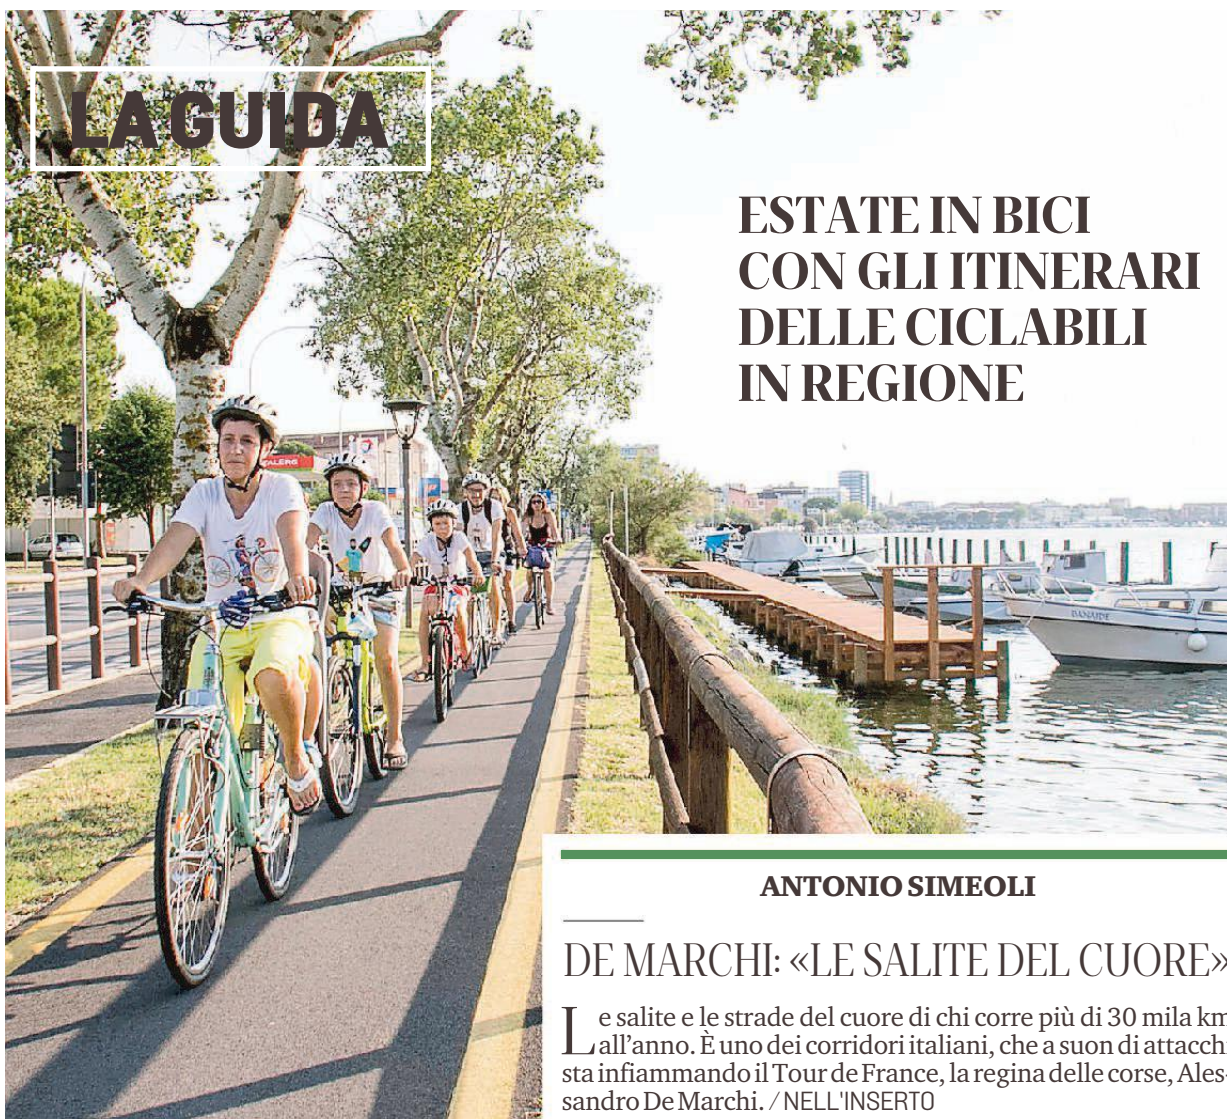 LA GUIDA
ESTATE IN BICI
CON GLI ITINERARI
DELLE CICLABILI
IN REGIONE
ALERG
DANAIDE
ANTONIO SIMEOLI
DE MARCHI: «LE SALITE DEL CUORE»
Le salite e le strade del cuore di chi corre più di 30 mila km
all'anno. È uno dei corridori italiani, che a suon di attacchi
sta infiammando il Tour de France, la regina delle corse, Ales-
sandro De Marchi. / NELL'INSERTO